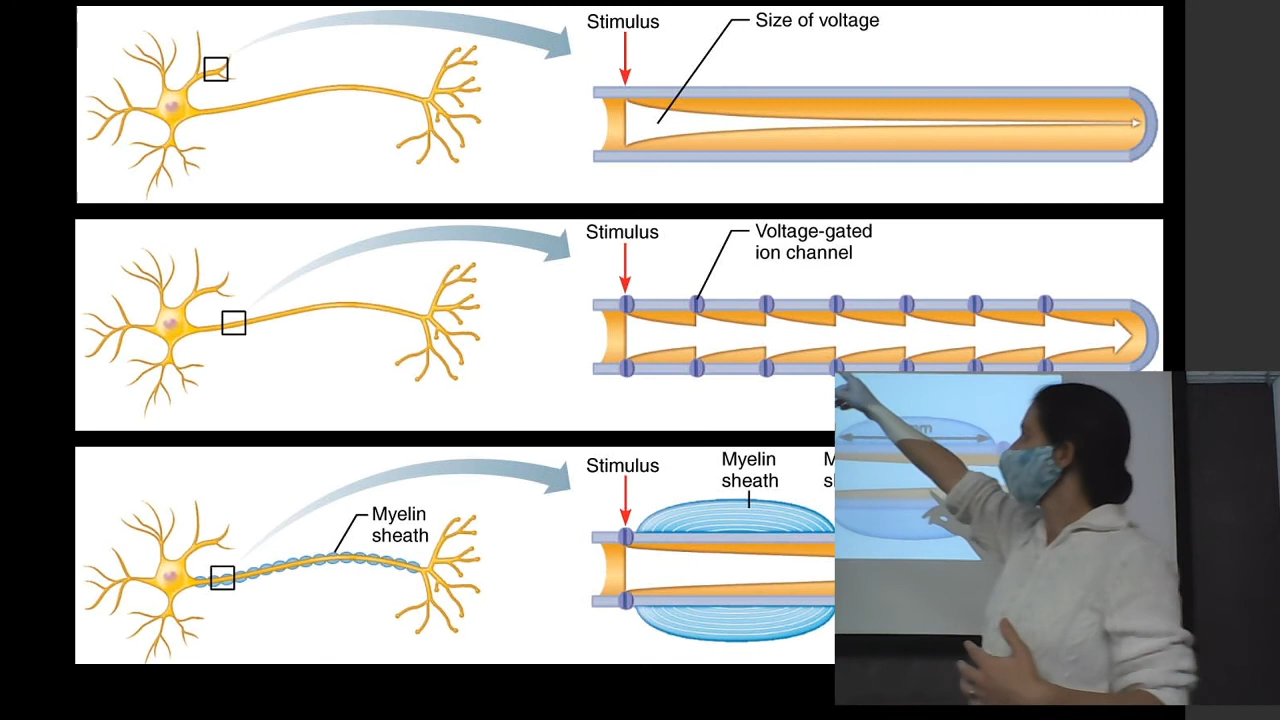 Stimulus
Size of voltage
Stimulus
Voltage-gated
ion channel
Myelin
sheath
Stimulus
Myelin
sheath